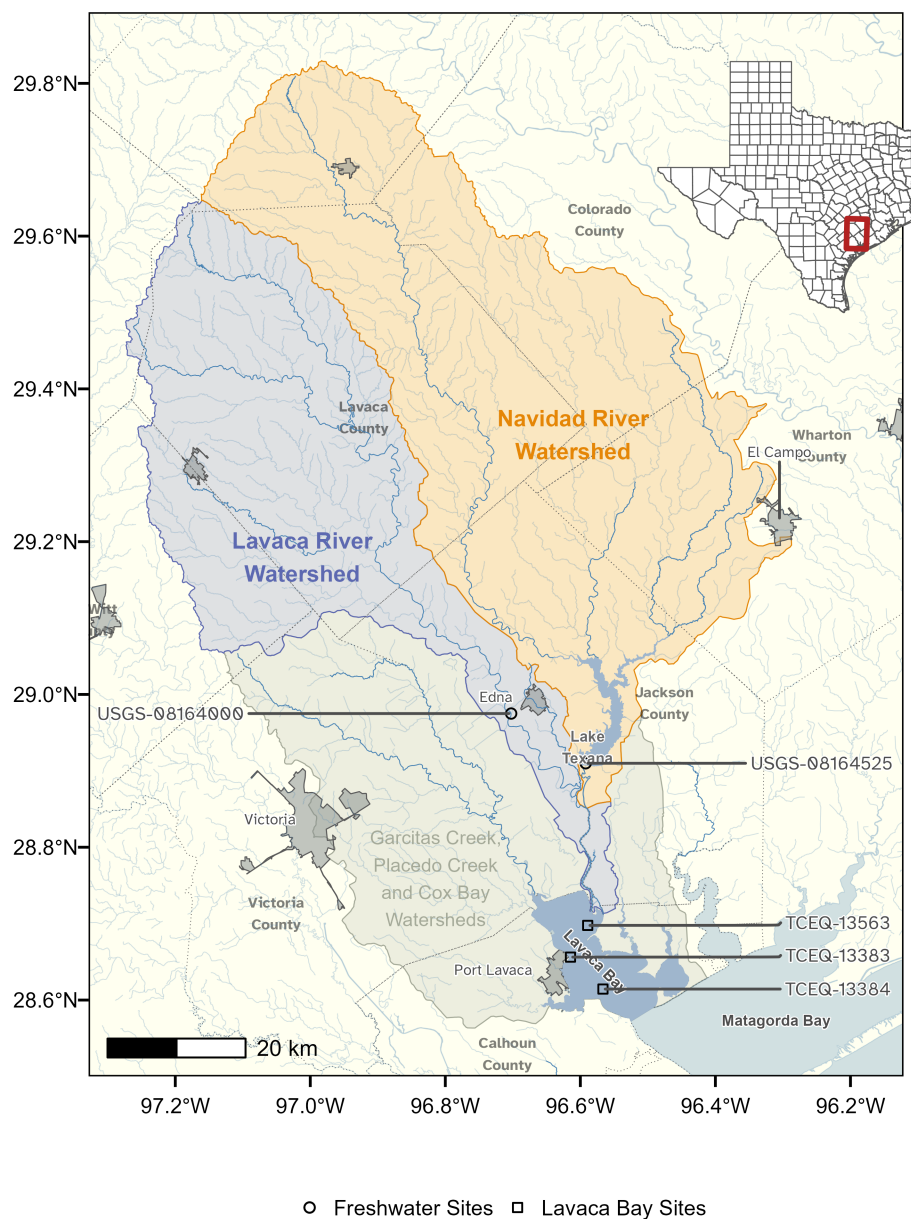 29.8°N
29.6°N
29.4°N
29.2°N
29.0°N
28.8°N
28.6°N
Colorado
County
Navidad River
Watershed
Lavaca
County
Wharton
County
El Campo
Lavaca River
Watershed
Witt
Edna
USGS-08164000
Jackson
County
Lake
Texana
USGS-08164525
Victoria
Garcitas Creek,
Placedo Creek
and Cox Bay
Watersheds
Victoria
County
TCEQ-13563
TCEQ-13383
TCEQ-13384
Lavaca Bay
Port Lavaca
Matagorda Bay
Calhoun
County
20 km
97.2°W
97.0°W
96.8°W
96.6°W
96.4°W
96.2°W
Freshwater Sites
Lavaca Bay Sites